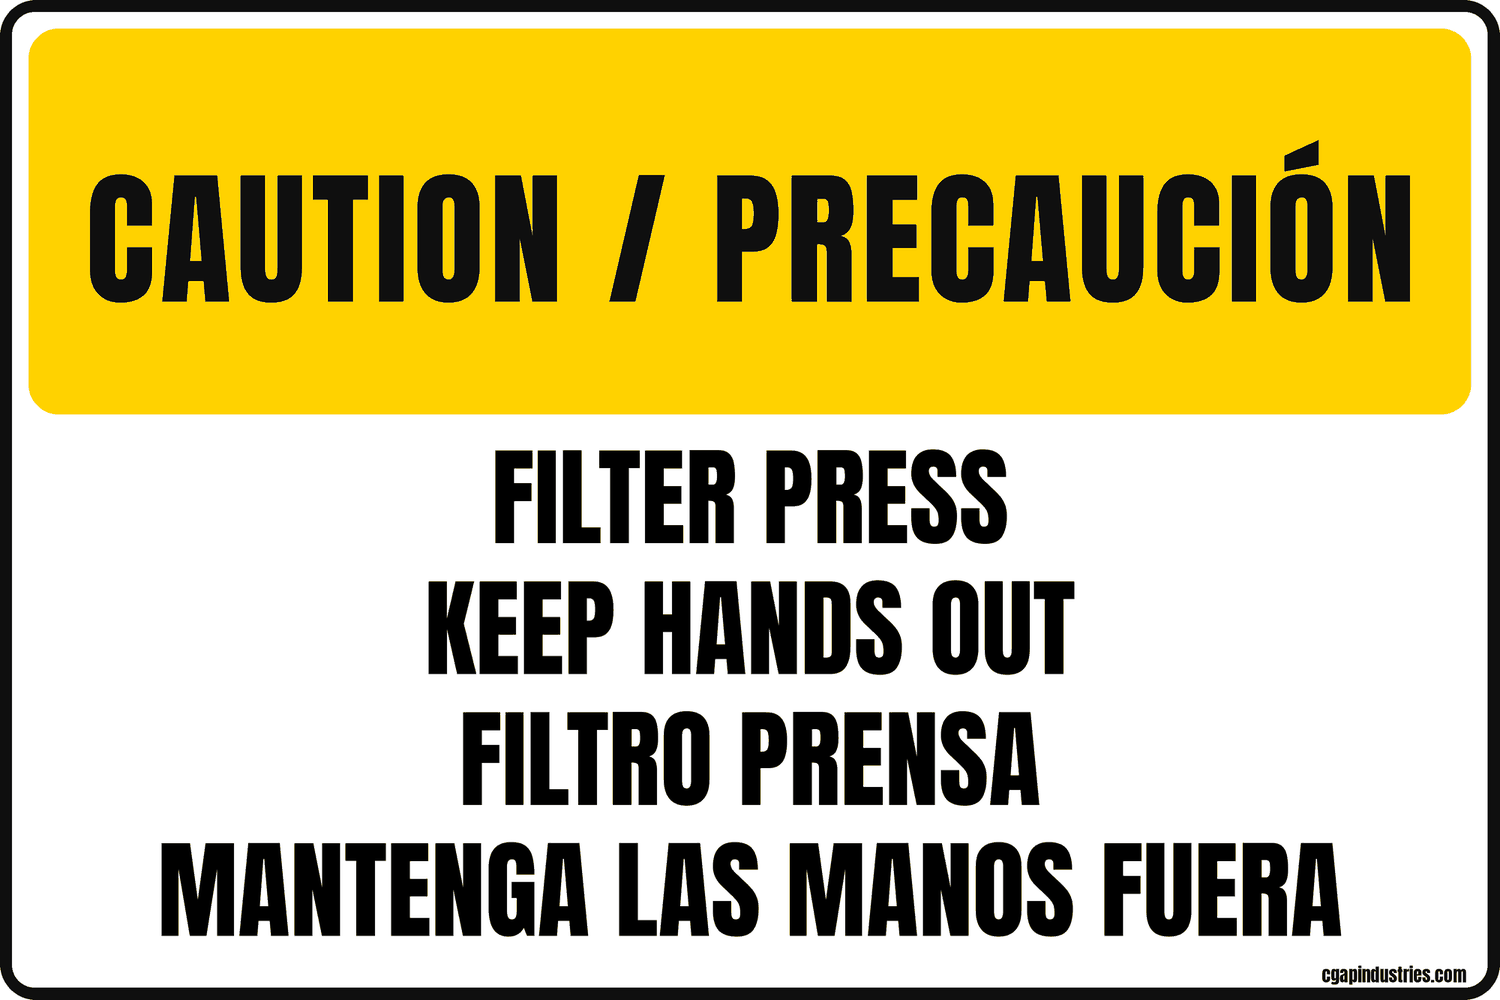 CAUTION / PRECAUCIÓN
FILTER PRESS
KEEP HANDS OUT
FILTRO PRENSA
MANTENGA LAS MANOS FUERA
cgapindustries.com